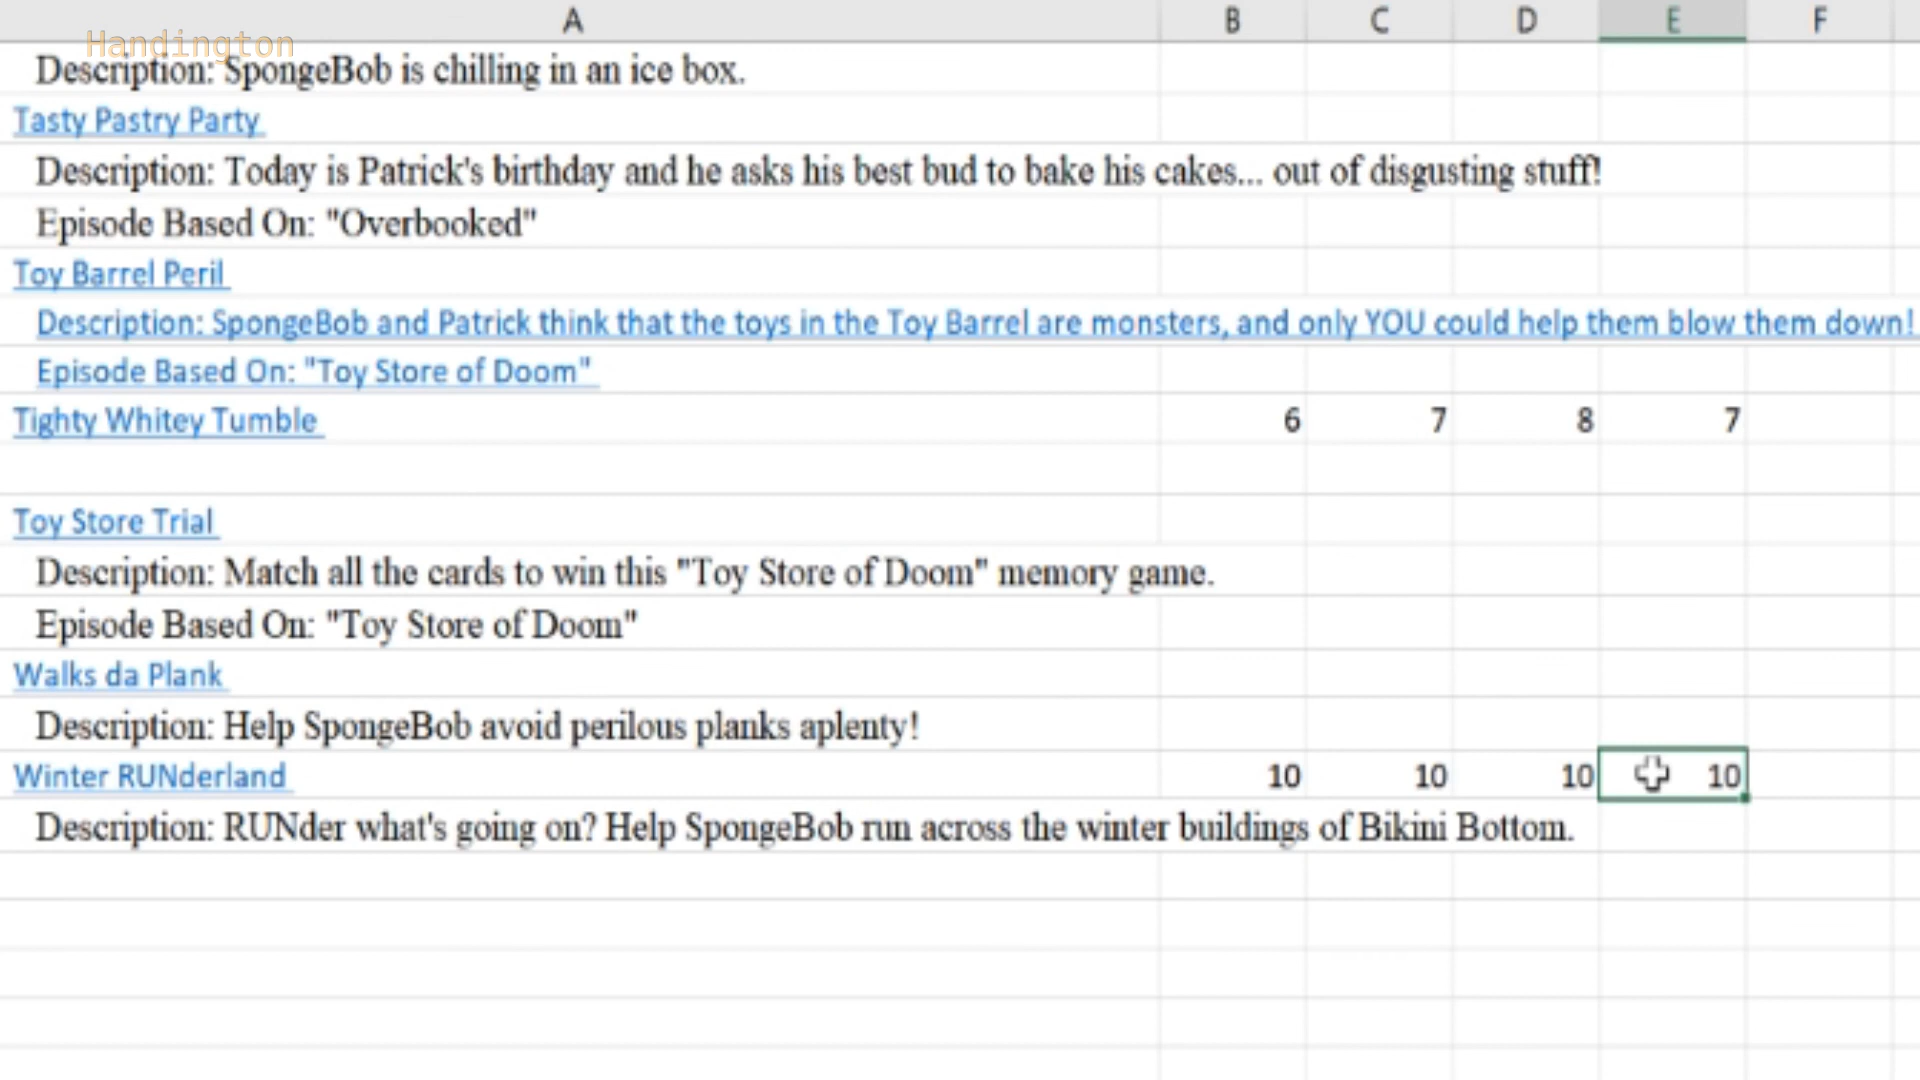 A B C D E F
Handington
Description: SpongeBob is chilling in an ice box.
Tasty Pastry Party
Description: Today is Patrick's birthday and he asks his best bud to bake his cakes... out of disgusting stuff!
Episode Based On: "Overbooked"
Toy Barrel Peril
Description: SpongeBob and Patrick think that the toys in the Toy Barrel are monsters, and only YOU could help them blow them down!
Episode Based On: "Toy Store of Doom"
Tighty Whitey Tumble 6 7 8 7
Toy Store Trial
Description: Match all the cards to win this "Toy Store of Doom" memory game.
Episode Based On: "Toy Store of Doom"
Walks da Plank
Description: Help SpongeBob avoid perilous planks aplenty!
Winter RUNderland 10 10 10 10
Description: RUNder what's going on? Help SpongeBob run across the winter buildings of Bikini Bottom.